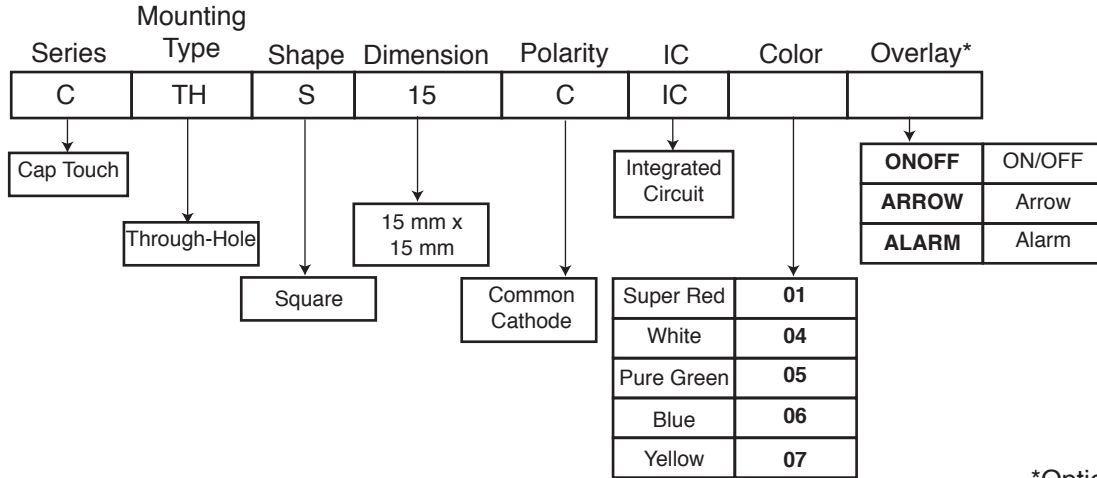 Series Mounting Type Shape Dimension Polarity IC Color Overlay*
C TH S 15 C IC
Cap Touch
Through-Hole
Square
15 mm x
15 mm
Common
Cathode
Integrated
Circuit
Super Red 01
White 04
Pure Green 05
Blue 06
Yellow 07
ONOFF ON/OFF
ARROW Arrow
ALARM Alarm